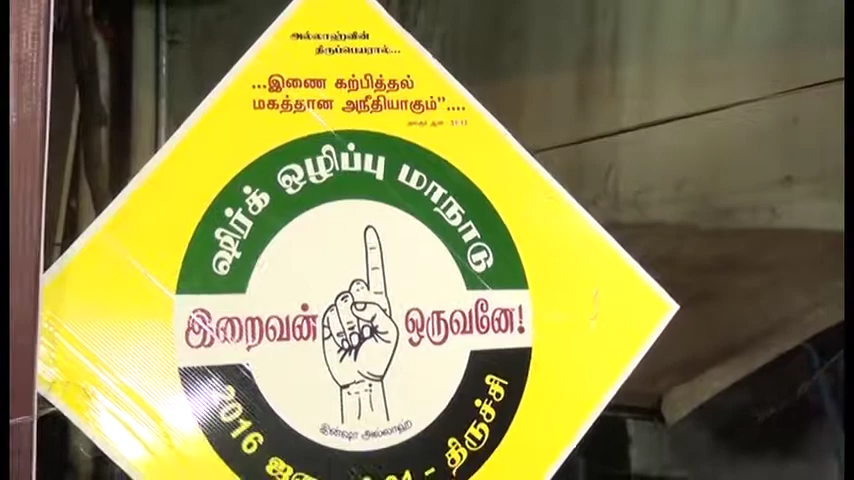 அல்லாஹ்வின்
திருப்பெயரால்...
...இணை கற்பித்தல்
மகத்தான அநீதியாகும்"....
ஷிர்க் ஒழிப்பு மாநாடு
இறைவன் ஒருவனே!
இன்ஷா அல்லாஹ்
2016 - திருச்சி